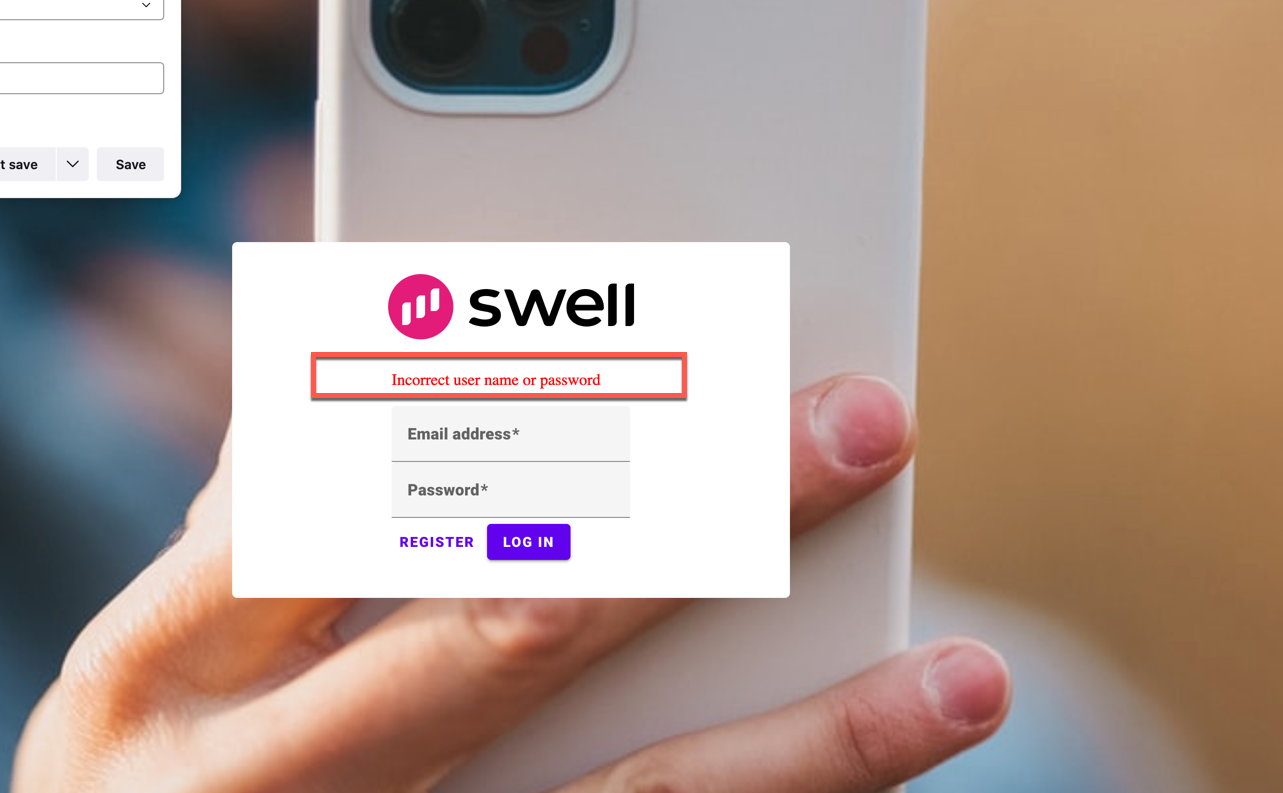 t save
Save
swell
Incorrect user name or password
Email address*
Password*
REGISTER
LOG IN